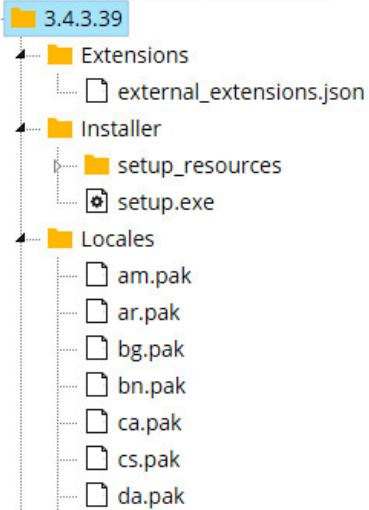 3.4.3.39
Extensions
external_extensions.json
Installer
setup_resources
setup.exe
Locales
am.pak
ar.pak
bg.pak
bn.pak
ca.pak
cs.pak
da.pak